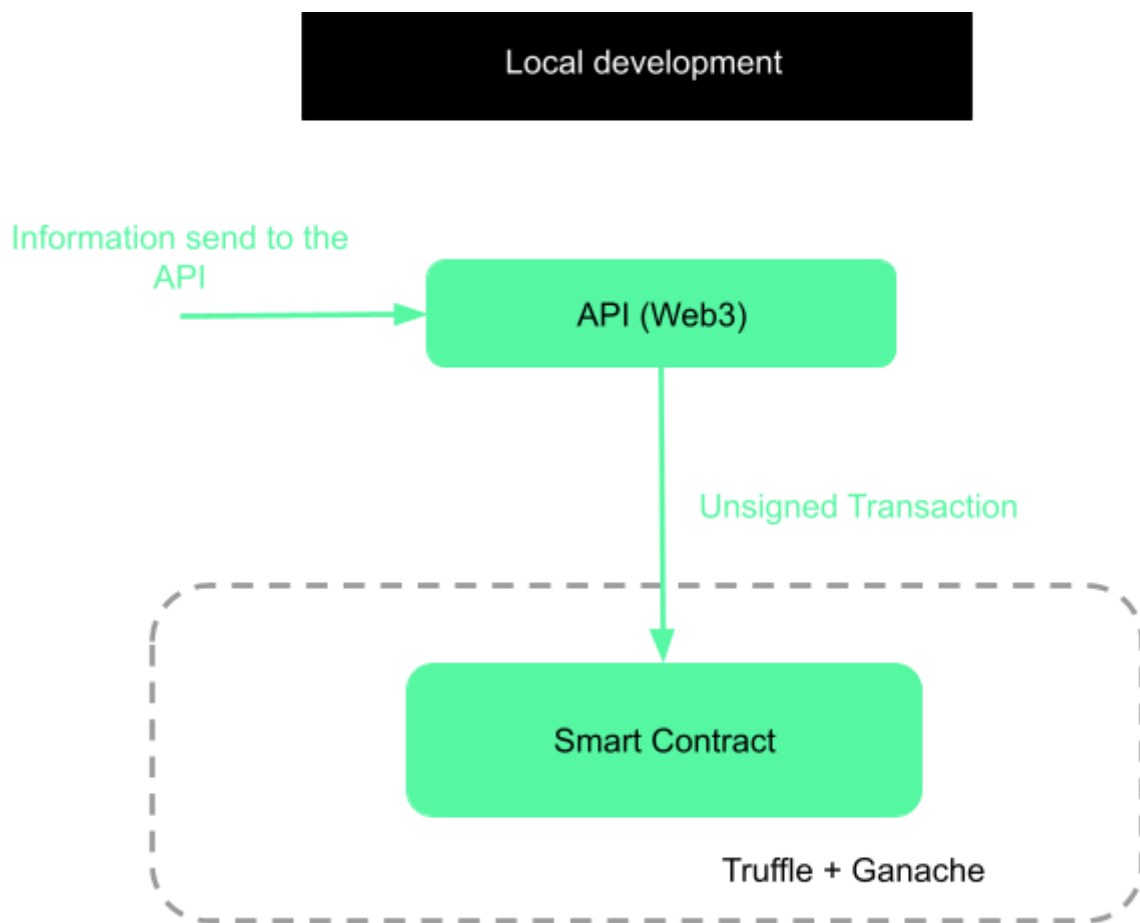 Local development
Information send to the
API
API (Web3)
Unsigned Transaction
Smart Contract
Truffle + Ganache